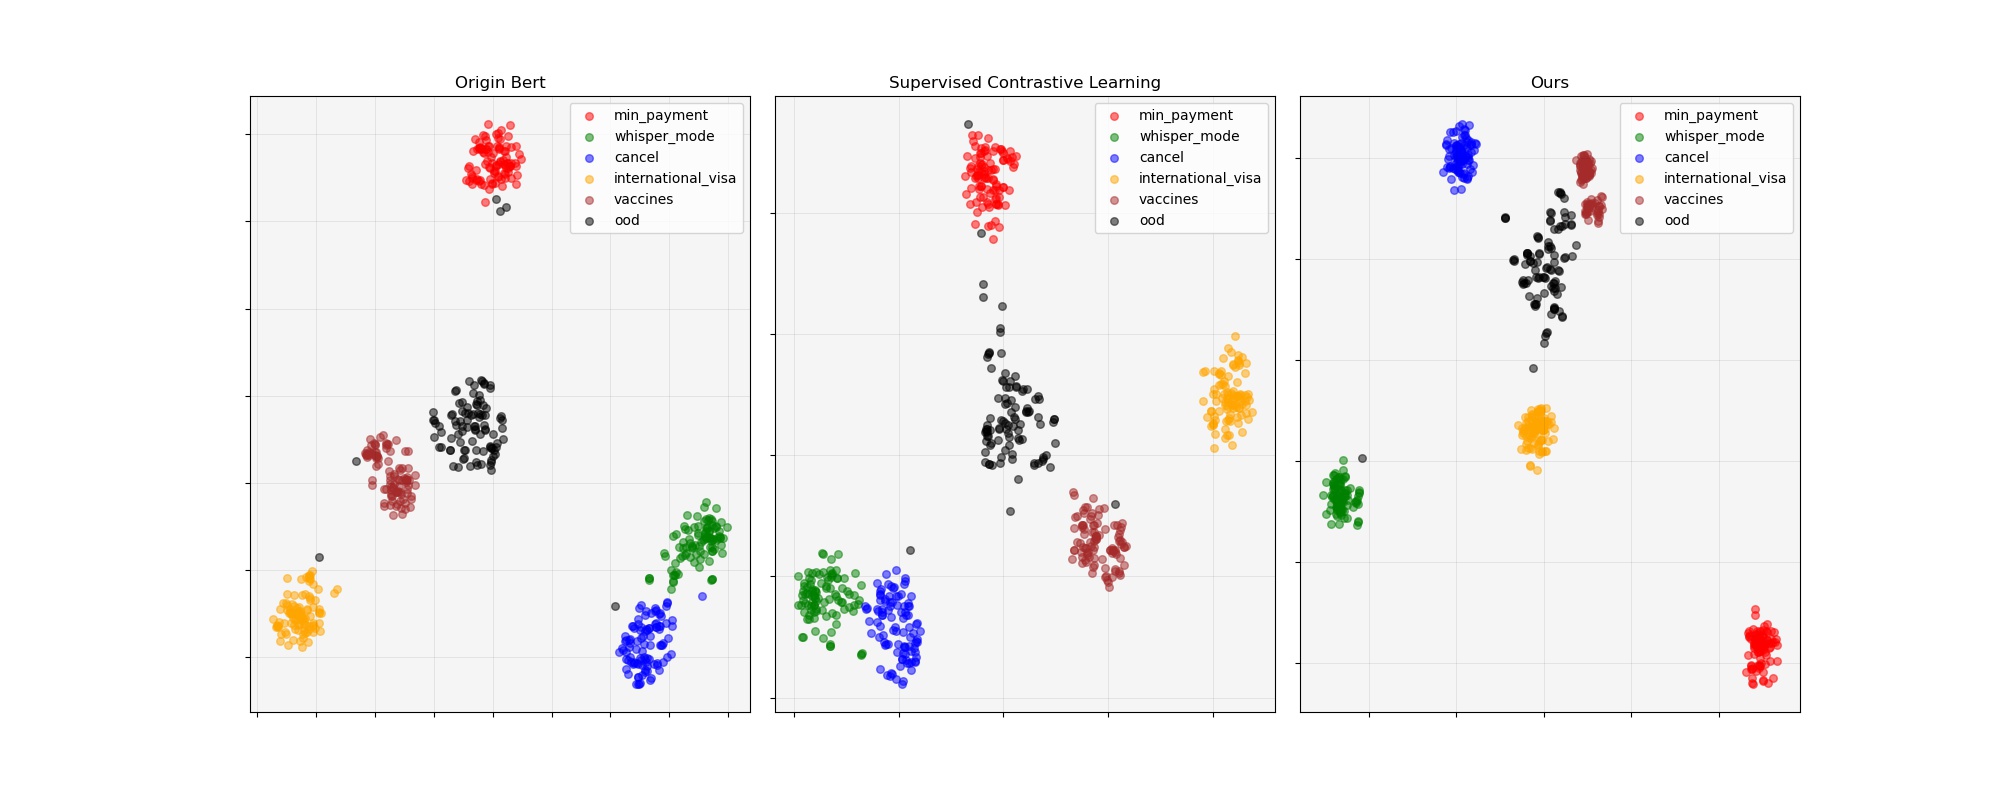 Origin Bert
min_payment
whisper_mode
cancel
international_visa
vaccines
ood
Supervised Contrastive Learning
min_payment
whisper_mode
cancel
international_visa
vaccines
ood
Ours
min_payment
whisper_mode
cancel
international_visa
vaccines
ood